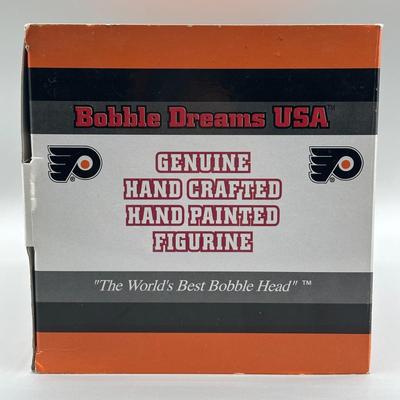 Bobble Dreams USA™
GENUINE
HAND CRAFTED
HAND PAINTED
FIGURINE
"The World's Best Bobble Head" ™